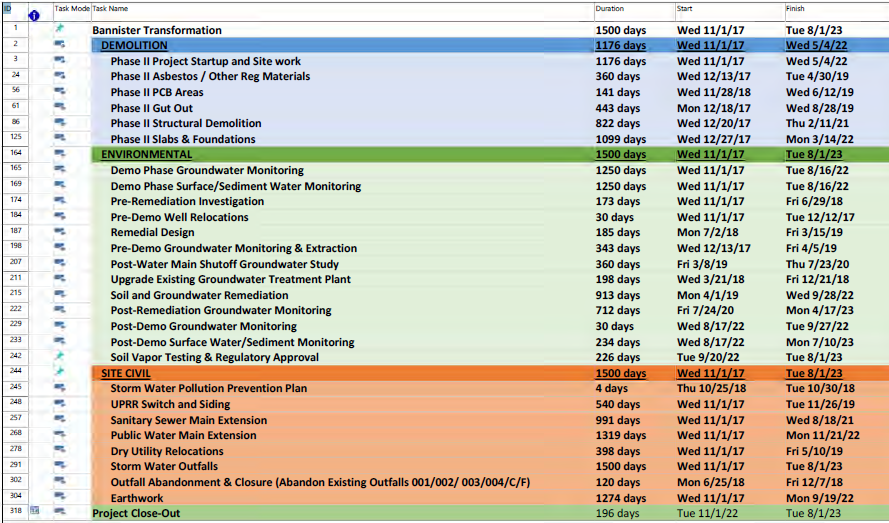 ID Task Mode Task Name Duration Start Finish
1 Bannister Transformation 1500 days Wed 11/1/17 Tue 8/1/23
2 DEMOLITION 1176 days Wed 11/1/17 Wed 5/4/22
3 Phase II Project Startup and Site work 1176 days Wed 11/1/17 Wed 5/4/22
24 Phase II Asbestos / Other Reg Materials 360 days Wed 12/13/17 Tue 4/30/19
56 Phase II PCB Areas 141 days Wed 11/28/18 Wed 6/12/19
61 Phase II Gut Out 443 days Mon 12/18/17 Wed 8/28/19
86 Phase II Structural Demolition 822 days Wed 12/20/17 Thu 2/11/21
125 Phase II Slabs & Foundations 1099 days Wed 12/27/17 Mon 3/14/22
164 ENVIRONMENTAL 1500 days Wed 11/1/17 Tue 8/1/23
165 Demo Phase Groundwater Monitoring 1250 days Wed 11/1/17 Tue 8/16/22
169 Demo Phase Surface/Sediment Water Monitoring 1250 days Wed 11/1/17 Tue 8/16/22
174 Pre-Remediation Investigation 173 days Wed 11/1/17 Fri 6/29/18
184 Pre-Demo Well Relocations 30 days Wed 11/1/17 Tue 12/12/17
187 Remedial Design 185 days Mon 7/2/18 Fri 3/15/19
198 Pre-Demo Groundwater Monitoring & Extraction 343 days Wed 12/13/17 Fri 4/5/19
207 Post-Water Main Shutoff Groundwater Study 360 days Fri 3/8/19 Thu 7/23/20
211 Upgrade Existing Groundwater Treatment Plant 198 days Wed 3/21/18 Fri 12/21/18
215 Soil and Groundwater Remediation 913 days Mon 4/1/19 Wed 9/28/22
222 Post-Remediation Groundwater Monitoring 712 days Fri 7/24/20 Mon 4/17/23
229 Post-Demo Groundwater Monitoring 30 days Wed 8/17/22 Tue 9/27/22
233 Post-Demo Surface Water/Sediment Monitoring 234 days Wed 8/17/22 Mon 7/10/23
242 Soil Vapor Testing & Regulatory Approval 226 days Tue 9/20/22 Tue 8/1/23
244 SITE CIVIL 1500 days Wed 11/1/17 Tue 8/1/23
245 Storm Water Pollution Prevention Plan 4 days Thu 10/25/18 Tue 10/30/18
248 UPRR Switch and Siding 540 days Wed 11/1/17 Tue 11/26/19
257 Sanitary Sewer Main Extension 991 days Wed 11/1/17 Wed 8/18/21
268 Public Water Main Extension 1319 days Wed 11/1/17 Mon 11/21/22
278 Dry Utility Relocations 398 days Wed 11/1/17 Fri 5/10/19
291 Storm Water Outfalls 1500 days Wed 11/1/17 Tue 8/1/23
302 Outfall Abandonment & Closure (Abandon Existing Outfalls 001/002/ 003/004/C/F) 120 days Mon 6/25/18 Fri 12/7/18
304 Earthwork 1274 days Wed 11/1/17 Mon 9/19/22
318 Project Close-Out 196 days Tue 11/1/22 Tue 8/1/23